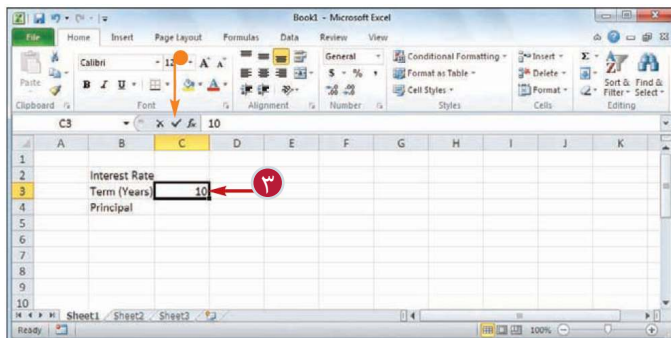 Book1 - Microsoft Excel
File Home Insert Page Layout Formulas Data Review View
Calibri 12 A A General Conditional Formatting Insert Σ
Paste B I U A $ % , Format as Table Delete Sort & Find &
Cell Styles Format Filter Select
Clipboard Font Alignment Number Styles Cells Editing
C3 fx 10
A B C D E F G H I J K
1
2 Interest Rate
3 Term (Years) 10 ۳
4 Principal
5
6
7
8
9
10
Sheet1 Sheet2 Sheet3
Ready 100%